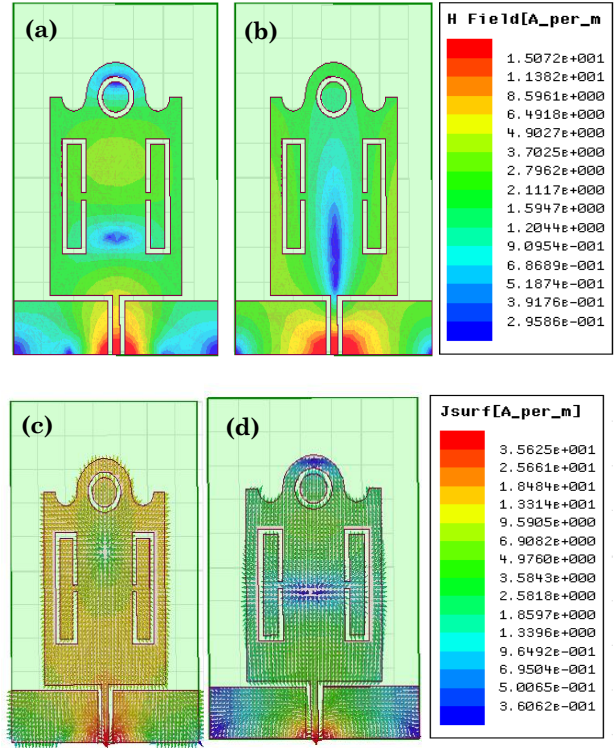 (a)
(b)
H Field[A_per_m
1.5072e+001
1.1382e+001
8.5961e+000
6.4918e+000
4.9027e+000
3.7025e+000
2.7962e+000
2.1117e+000
1.5947e+000
1.2044e+000
9.0954e-001
6.8689e-001
5.1874e-001
3.9176e-001
2.9586e-001
(c)
(d)
Jsurf[A_per_m]
3.5625e+001
2.5661e+001
1.8484e+001
1.3314e+001
9.5905e+000
6.9082e+000
4.9760e+000
3.5843e+000
2.5818e+000
1.8597e+000
1.3396e+000
9.6492e-001
6.9504e-001
5.0065e-001
3.6062e-001